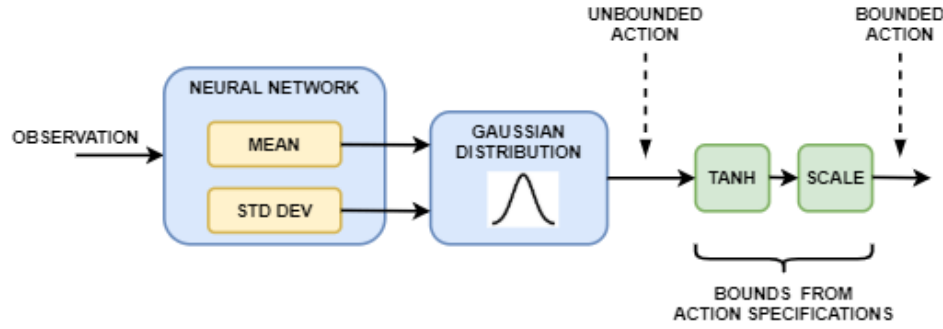 UNBOUNDED
ACTION
BOUNDED
ACTION
NEURAL NETWORK
OBSERVATION
MEAN
STD DEV
GAUSSIAN
DISTRIBUTION
TANH
SCALE
BOUNDS FROM
ACTION SPECIFICATIONS